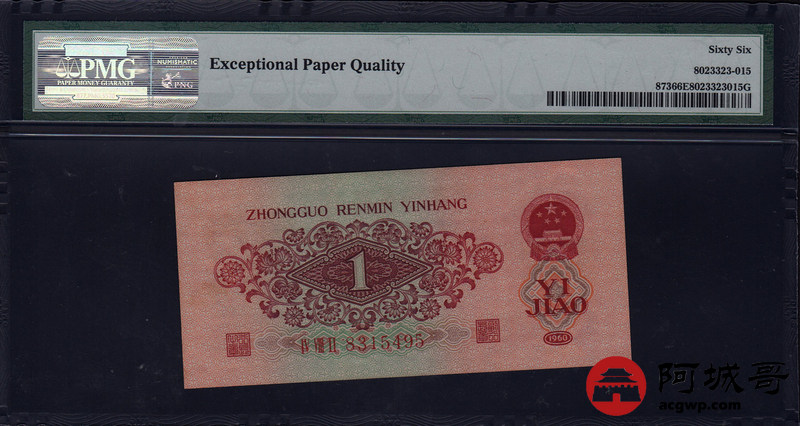 PMG
PAPER MONEY GUARANTY
NUMISMATIC
PNG
Exceptional Paper Quality
Sixty Six
8023323-015
87366E8023323015G
ZHONGGUO RENMIN YINHANG
1
YI
JIAO
8315495
1960
阿城哥
acgwp.com